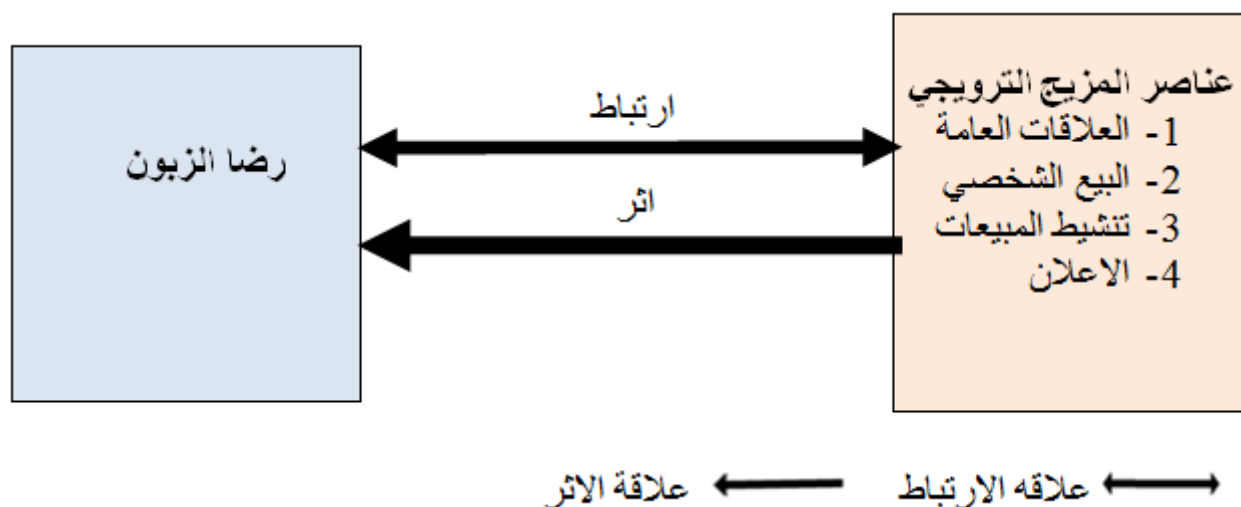 عناصر المزيج الترويجي
1- العلاقات العامة
2- البيع الشخصي
3- تنشيط المبيعات
4- الاعلان
ارتباط
اثر
رضا الزبون
علاقه الارتباط
علاقة الاثر